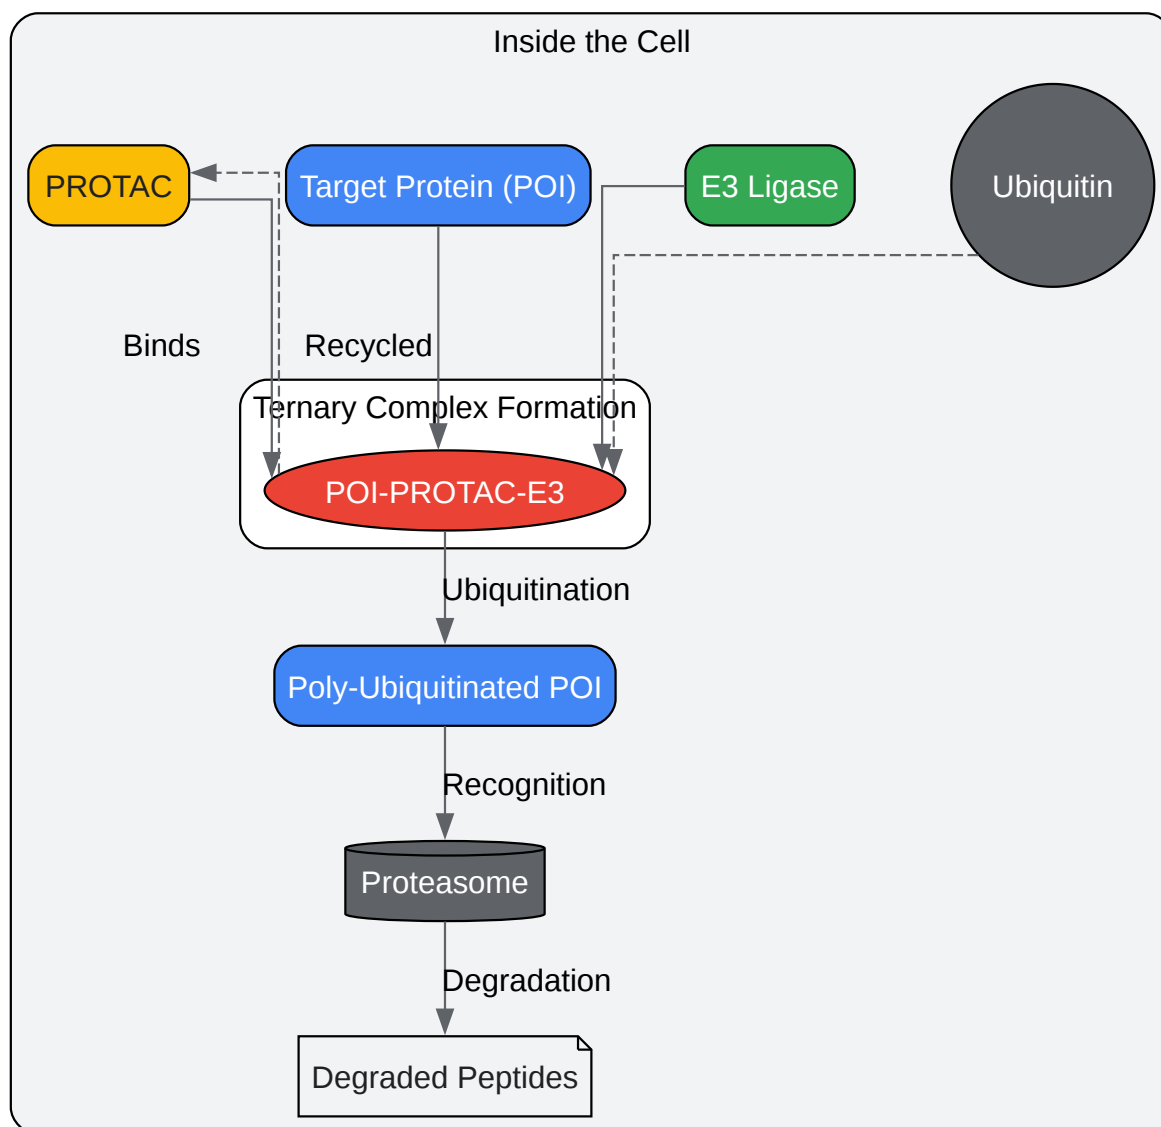 Inside the Cell
PROTAC
Target Protein (POI)
E3 Ligase
Ubiquitin
Binds
Recycled
Ternary Complex Formation
POI-PROTAC-E3
Ubiquitination
Poly-Ubiquitinated POI
Recognition
Proteasome
Degradation
Degraded Peptides